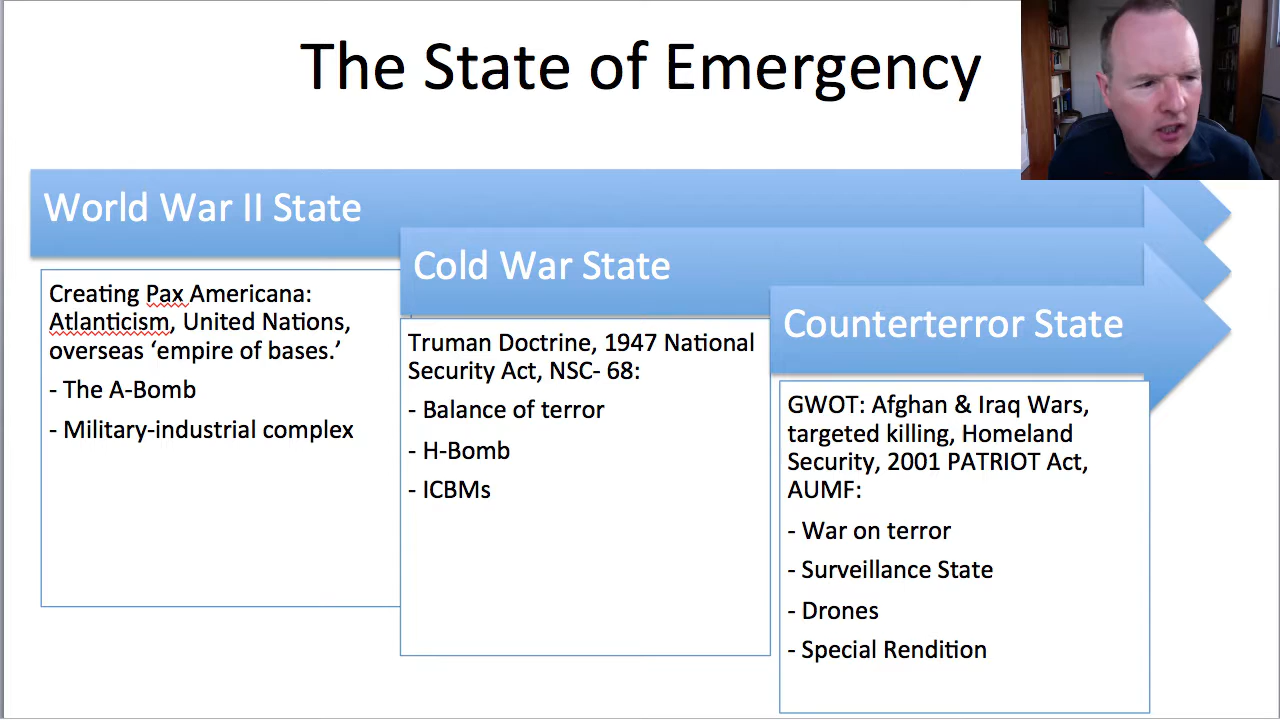 The State of Emergency
World War II State
Creating Pax Americana:
Atlanticism, United Nations,
overseas ‘empire of bases.’
- The A-Bomb
- Military-industrial complex
Cold War State
Truman Doctrine, 1947 National
Security Act, NSC- 68:
- Balance of terror
- H-Bomb
- ICBMs
Counterterror State
GWOT: Afghan & Iraq Wars,
targeted killing, Homeland
Security, 2001 PATRIOT Act,
AUMF:
- War on terror
- Surveillance State
- Drones
- Special Rendition